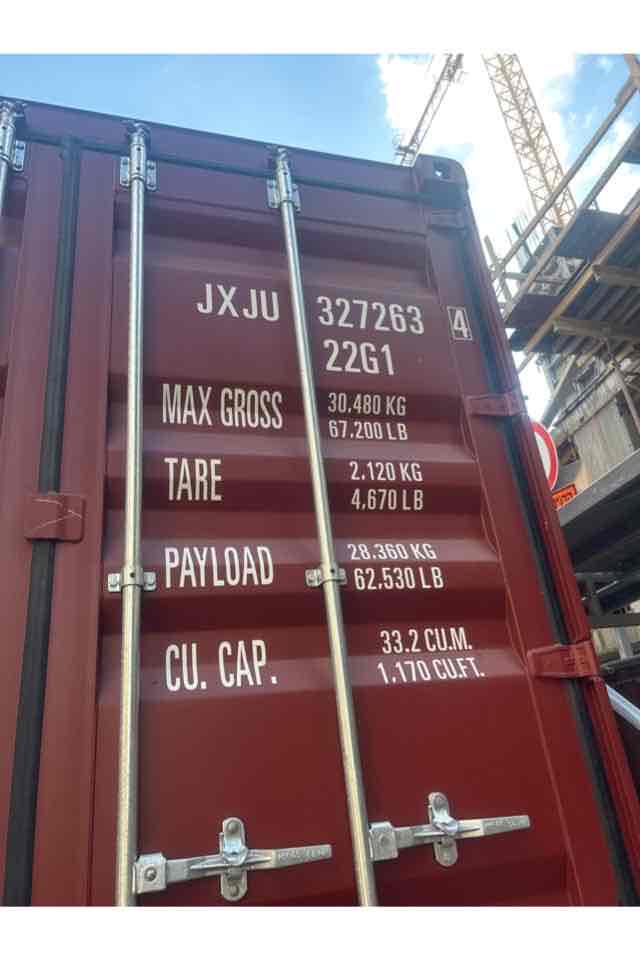 JXJU 327263 4
22G1
MAX GROSS 30.480 KG
67.200 LB
TARE 2.120 KG
4,670 LB
PAYLOAD 28.360 KG
62,530 LB
CU. CAP. 33.2 CU.M.
1,170 CU.FT.